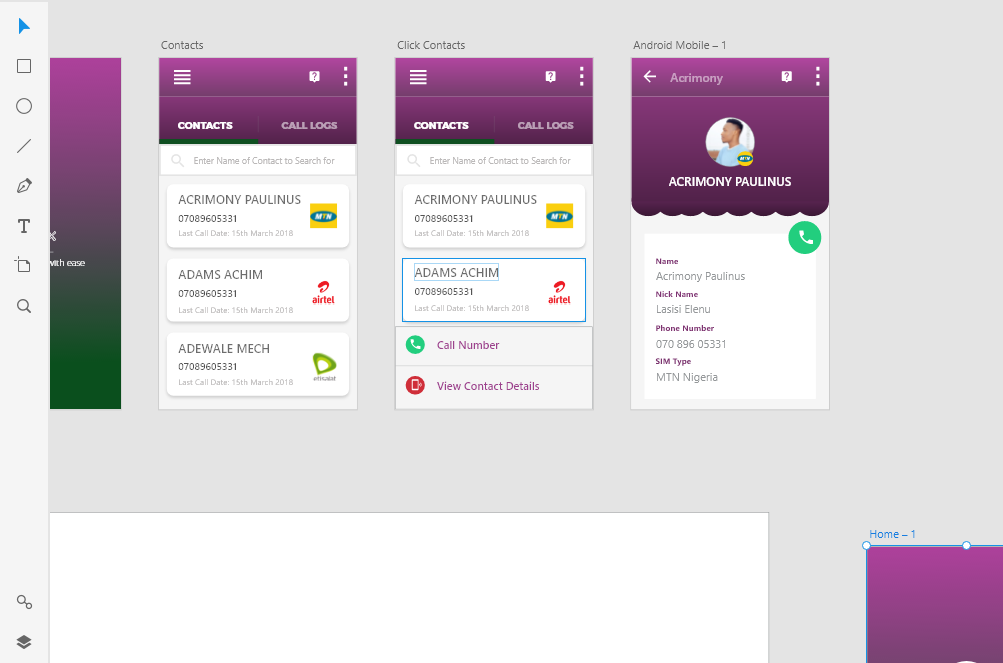 Contacts
CONTACTS
CALL LOGS
Enter Name of Contact to Search for
ACRIMONY PAULINUS
07089605331
Last Call Date: 15th March 2018
MTN
ADAMS ACHIM
07089605331
Last Call Date: 15th March 2018
airtel
ADEWALE MECH
07089605331
Last Call Date: 15th March 2018
etisalat
Click Contacts
CONTACTS
CALL LOGS
Enter Name of Contact to Search for
ACRIMONY PAULINUS
07089605331
Last Call Date: 15th March 2018
MTN
ADAMS ACHIM
07089605331
Last Call Date: 15th March 2018
airtel
Call Number
View Contact Details
Android Mobile – 1
Acrimony
MTN
ACRIMONY PAULINUS
Name
Acrimony Paulinus
Nick Name
Lasisi Elenu
Phone Number
070 896 05331
SIM Type
MTN Nigeria
with ease
Home – 1